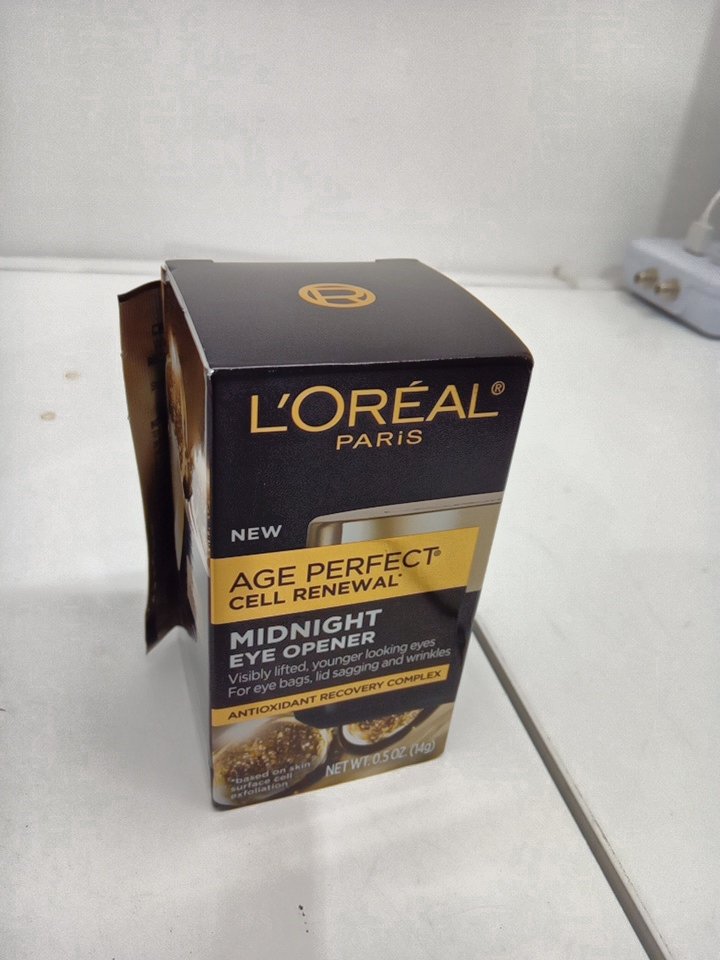 L'ORÉAL®
PARiS
NEW
AGE PERFECT®
CELL RENEWAL*
MIDNIGHT
EYE OPENER
Visibly lifted, younger looking eyes
For eye bags, lid sagging and wrinkles
ANTIOXIDANT RECOVERY COMPLEX
*based on skin
surface cell
exfoliation
NET WT. 0.5 OZ. (14g)